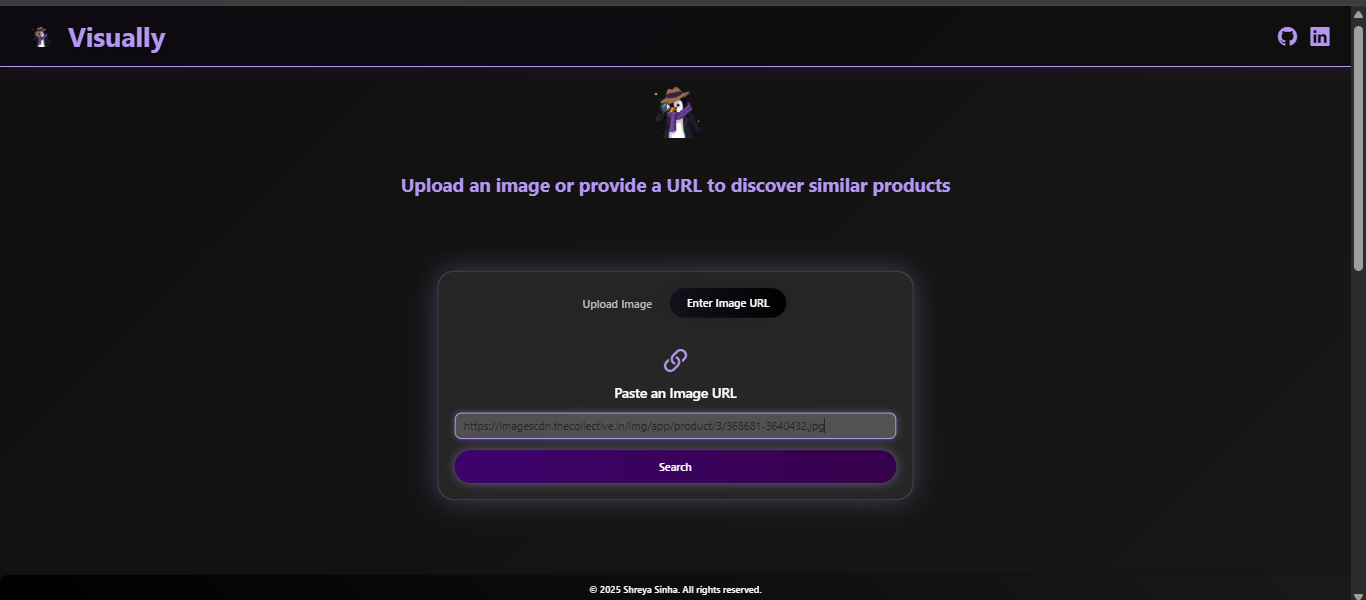 Visually
Upload an image or provide a URL to discover similar products
Upload Image Enter Image URL
Paste an Image URL
https://imagescdn.thecollective.in/img/app/product/3/368681-3640432.jpg
Search
© 2025 Shreya Sinha. All rights reserved.